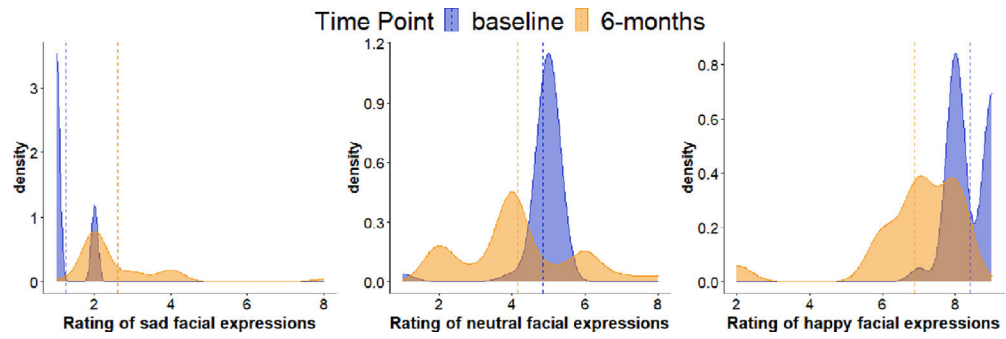 Time Point baseline 6-months
3
2
1
0
density
2 4 6 8
Rating of sad facial expressions
1.2
0.9
0.6
0.3
0.0
density
2 4 6 8
Rating of neutral facial expressions
0.8
0.6
0.4
0.2
0.0
density
2 4 6 8
Rating of happy facial expressions